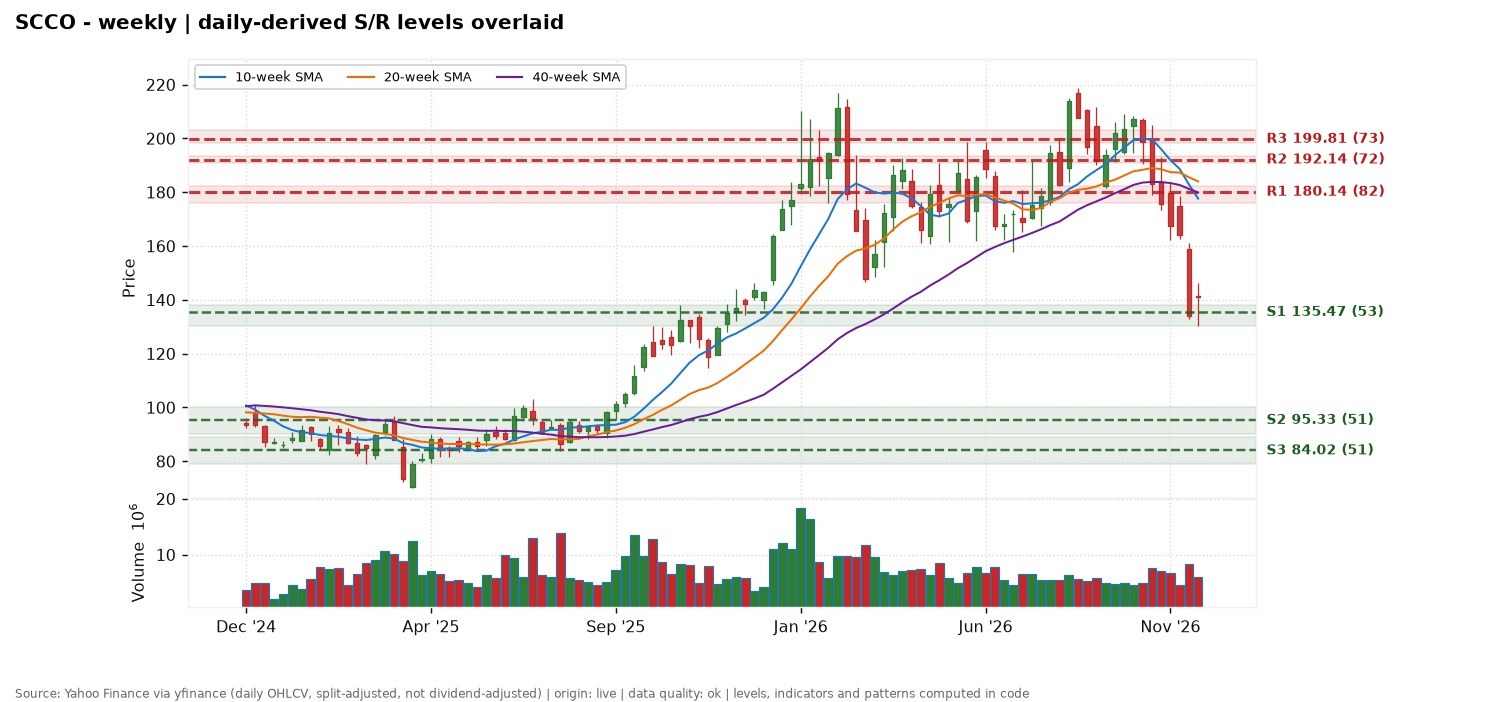 SCCO - weekly | daily-derived S/R levels overlaid
10-week SMA 20-week SMA 40-week SMA
220
200
180
160
140
120
100
80
Price
R3 199.81 (73)
R2 192.14 (72)
R1 180.14 (82)
S1 135.47 (53)
S2 95.33 (51)
S3 84.02 (51)
20
10
Volume 10⁶
Dec '24 Apr '25 Sep '25 Jan '26 Jun '26 Nov '26
Source: Yahoo Finance via yfinance (daily OHLCV, split-adjusted, not dividend-adjusted) | origin: live | data quality: ok | levels, indicators and patterns computed in code